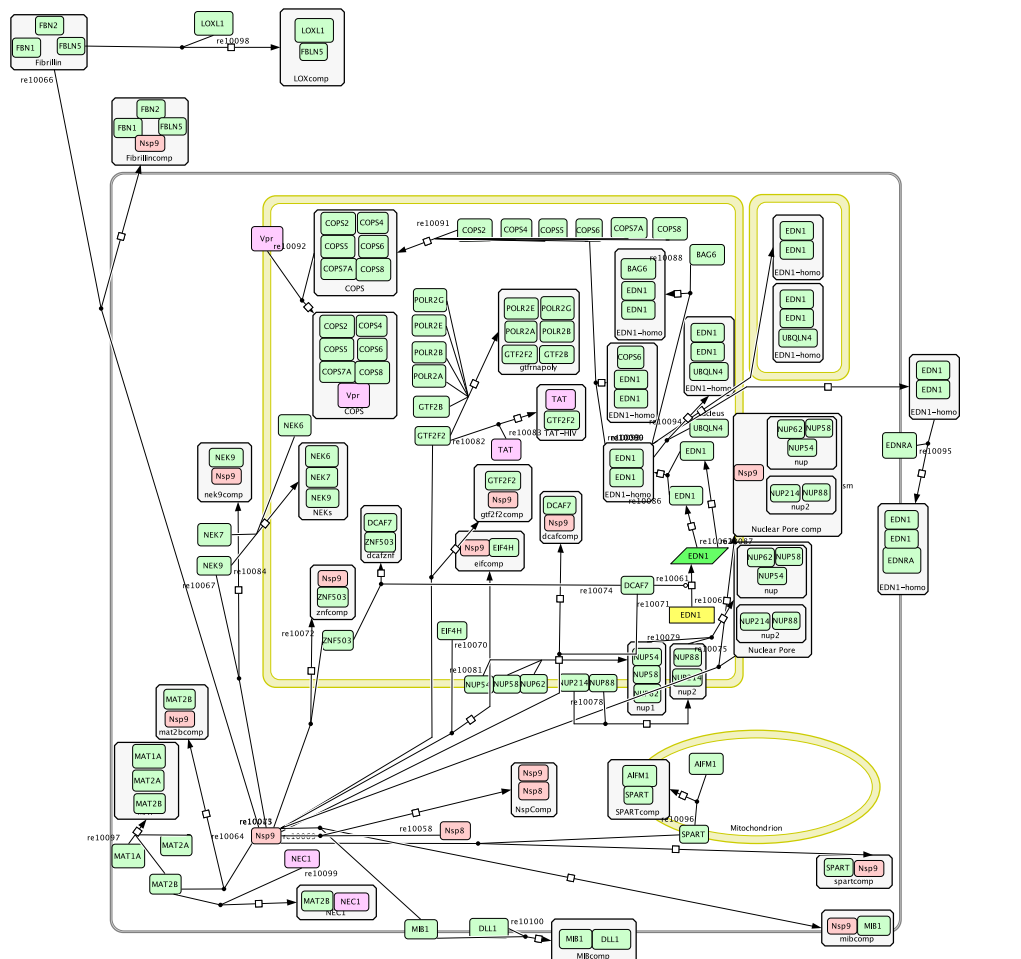 FBN2
FBN1
FBLN5
Fibrillin
LOXL1
re10098
LOXL1
FBLN5
LOXcomp
re10066
FBN2
FBN1
FBLN5
Nsp9
Fibrillincomp
Vpr
re10092
COPS2
COPS4
COPS5
COPS6
COPS7A
COPS8
COPS
re10091
COPS2
COPS4
COPS5
COPS6
COPS7A
COPS8
re10088
BAG6
BAG6
EDN1
EDN1
EDN1-homo
EDN1
EDN1
EDN1-homo
EDN1
EDN1
UBQLN4
EDN1-homo
COPS2
COPS4
COPS5
COPS6
COPS7A
COPS8
Vpr
COPS
POLR2G
POLR2E
POLR2B
POLR2A
GTF2B
GTF2F2
POLR2E
POLR2G
POLR2A
POLR2B
GTF2F2
GTF2B
gtfrnapoly
COPS6
EDN1
EDN1
EDN1-homo
EDN1
EDN1
UBQLN4
EDN1-homo
EDN1
EDN1
EDN1-homo
TAT
GTF2F2
TAT-HIV
re10082
re10083
TAT
re10094
UBQLN4
EDN1
EDN1
EDN1
EDN1-homo
re10086
EDN1
EDNRA
re10095
EDN1
EDN1
EDNRA
EDN1-homo
NEK6
NEK9
Nsp9
nek9comp
NEK6
NEK7
NEK9
NEKs
NEK7
NEK9
re10067
re10084
GTF2F2
Nsp9
gtf2f2comp
DCAF7
Nsp9
dcafcomp
DCAF7
ZNF503
dcafznf
Nsp9
EIF4H
eifcomp
Nsp9
ZNF503
znfcomp
re10072
ZNF503
EIF4H
re10070
re10074
DCAF7
re10061
re10071
EDN1
EDN1
NUP62
NUP58
NUP54
nup
Nsp9
NUP214
NUP88
nup2
Nuclear Pore comp
sm
NUP62
NUP58
NUP54
nup
NUP214
NUP88
nup2
Nuclear Pore
re10079
re10075
re10081
NUP54
NUP58
NUP62
NUP214
NUP88
re10078
NUP54
NUP58
nup1
NUP88
NUP214
nup2
MAT2B
Nsp9
mat2bcomp
MAT1A
MAT2A
MAT2B
re10097
MAT1A
MAT2A
re10064
MAT2B
Nsp9
NEC1
re10099
MAT2B
NEC1
NEC1
re10058
Nsp8
Nsp9
Nsp8
NspComp
AIFM1
SPART
SPARTcomp
AIFM1
re10096
SPART
Mitochondrion
SPART
Nsp9
spartcomp
MIB1
DLL1
re10100
MIB1
DLL1
MIBcomp
Nsp9
MIB1
mibcomp